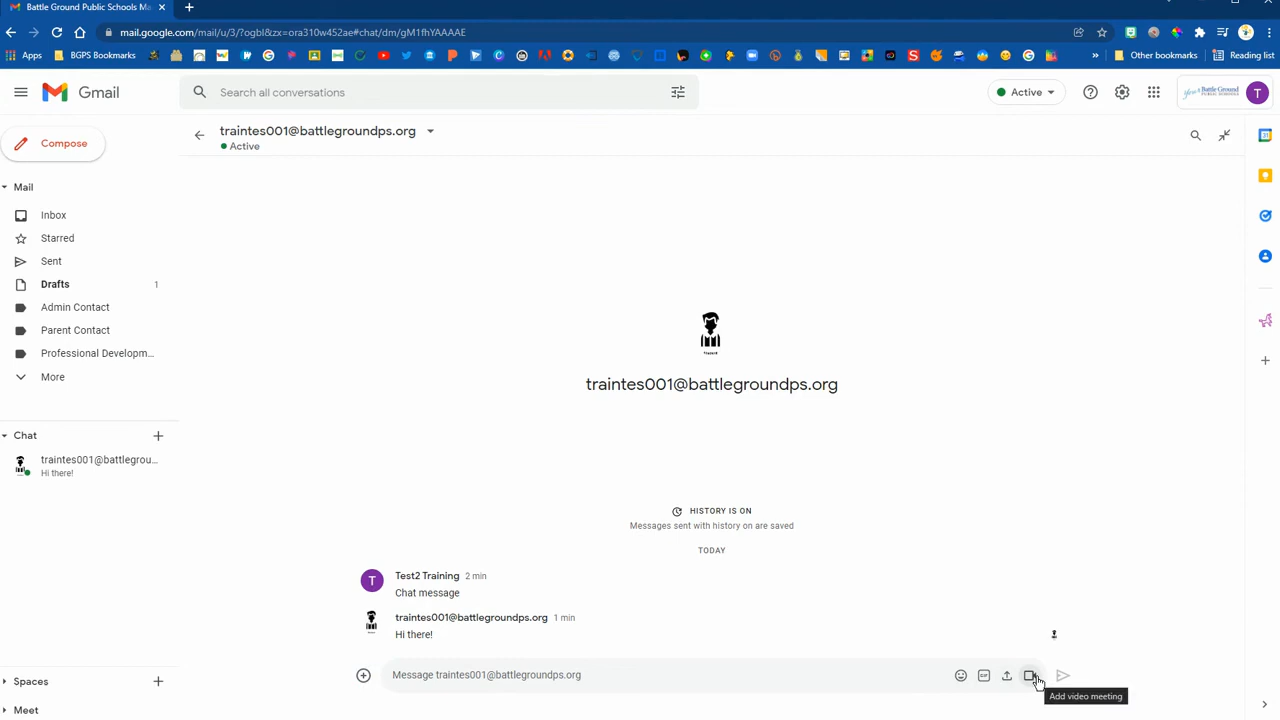 Battle Ground Public Schools Ma
mail.google.com/mail/u/3/?ogbl&zx=ora310w452ae#chat/dm/gM1fhYAAAAE
Apps
BGPS Bookmarks
Other bookmarks
Reading list
Gmail
Search all conversations
Active
T
Compose
traintes001@battlegroundps.org
Active
Mail
Inbox
Starred
Sent
Drafts 1
Admin Contact
Parent Contact
Professional Developm...
More
traintes001@battlegroundps.org
Chat
traintes001@battlegrou...
Hi there!
HISTORY IS ON
Messages sent with history on are saved
TODAY
T
Test2 Training 2 min
Chat message
traintes001@battlegroundps.org 1 min
Hi there!
Message traintes001@battlegroundps.org
GIF
Add video meeting
Spaces
Meet